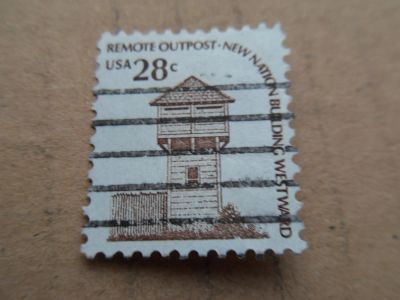 REMOTE OUTPOST · NEW NATION BUILDING WESTWARD
USA 28c